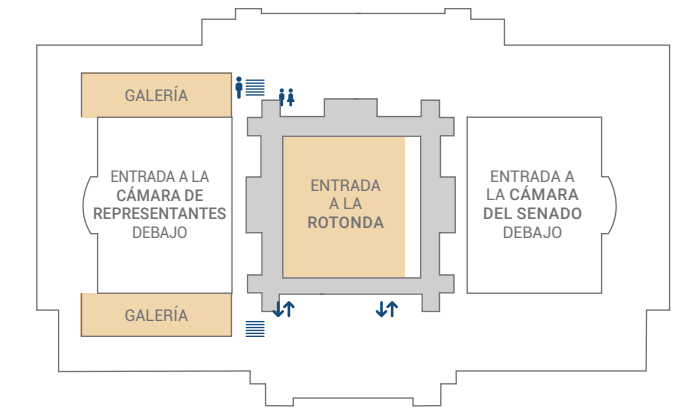 GALERÍA
ENTRADA A LA
CÁMARA DE
REPRESENTANTES
DEBAJO
ENTRADA
A LA
ROTONDA
ENTRADA A
LA CÁMARA
DEL SENADO
DEBAJO
GALERÍA